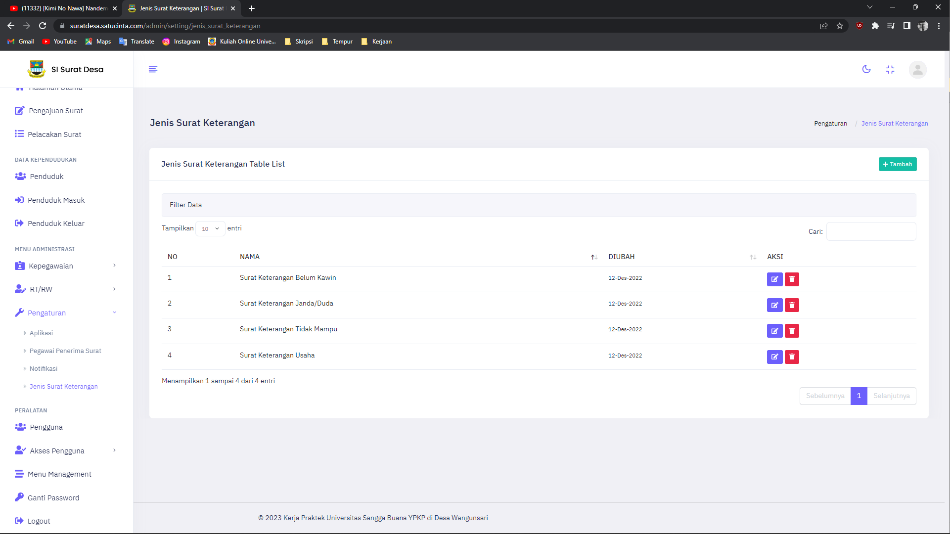 (11332) [Kimi No Nawa] Nandem
Jenis Surat Keterangan | SI Surat
suratdesa.satucinta.com/admin/setting/jenis_surat_keterangan
Gmail
YouTube
Maps
Translate
Instagram
Kuliah Online Unive...
Skripsi
Tempur
Kerjaan
SI Surat Desa
Halaman Utama
Pengajuan Surat
Pelacakan Surat
DATA KEPENDUDUKAN
Penduduk
Penduduk Masuk
Penduduk Keluar
MENU ADMINISTRASI
Kepegawaian
RT/RW
Pengaturan
Aplikasi
Pegawai Penerima Surat
Notifikasi
Jenis Surat Keterangan
PERALATAN
Pengguna
Akses Pengguna
Menu Management
Ganti Password
Logout
Jenis Surat Keterangan
Pengaturan / Jenis Surat Keterangan
Jenis Surat Keterangan Table List
+ Tambah
Filter Data
Tampilkan 10 entri
Cari:
NO NAMA DIUBAH AKSI
1 Surat Keterangan Belum Kawin 12-Des-2022
2 Surat Keterangan Janda/Duda 12-Des-2022
3 Surat Keterangan Tidak Mampu 12-Des-2022
4 Surat Keterangan Usaha 12-Des-2022
Menampilkan 1 sampai 4 dari 4 entri
Sebelumnya 1 Selanjutnya
© 2023 Kerja Praktek Universitas Sangga Buana YPKP di Desa Wangunsari